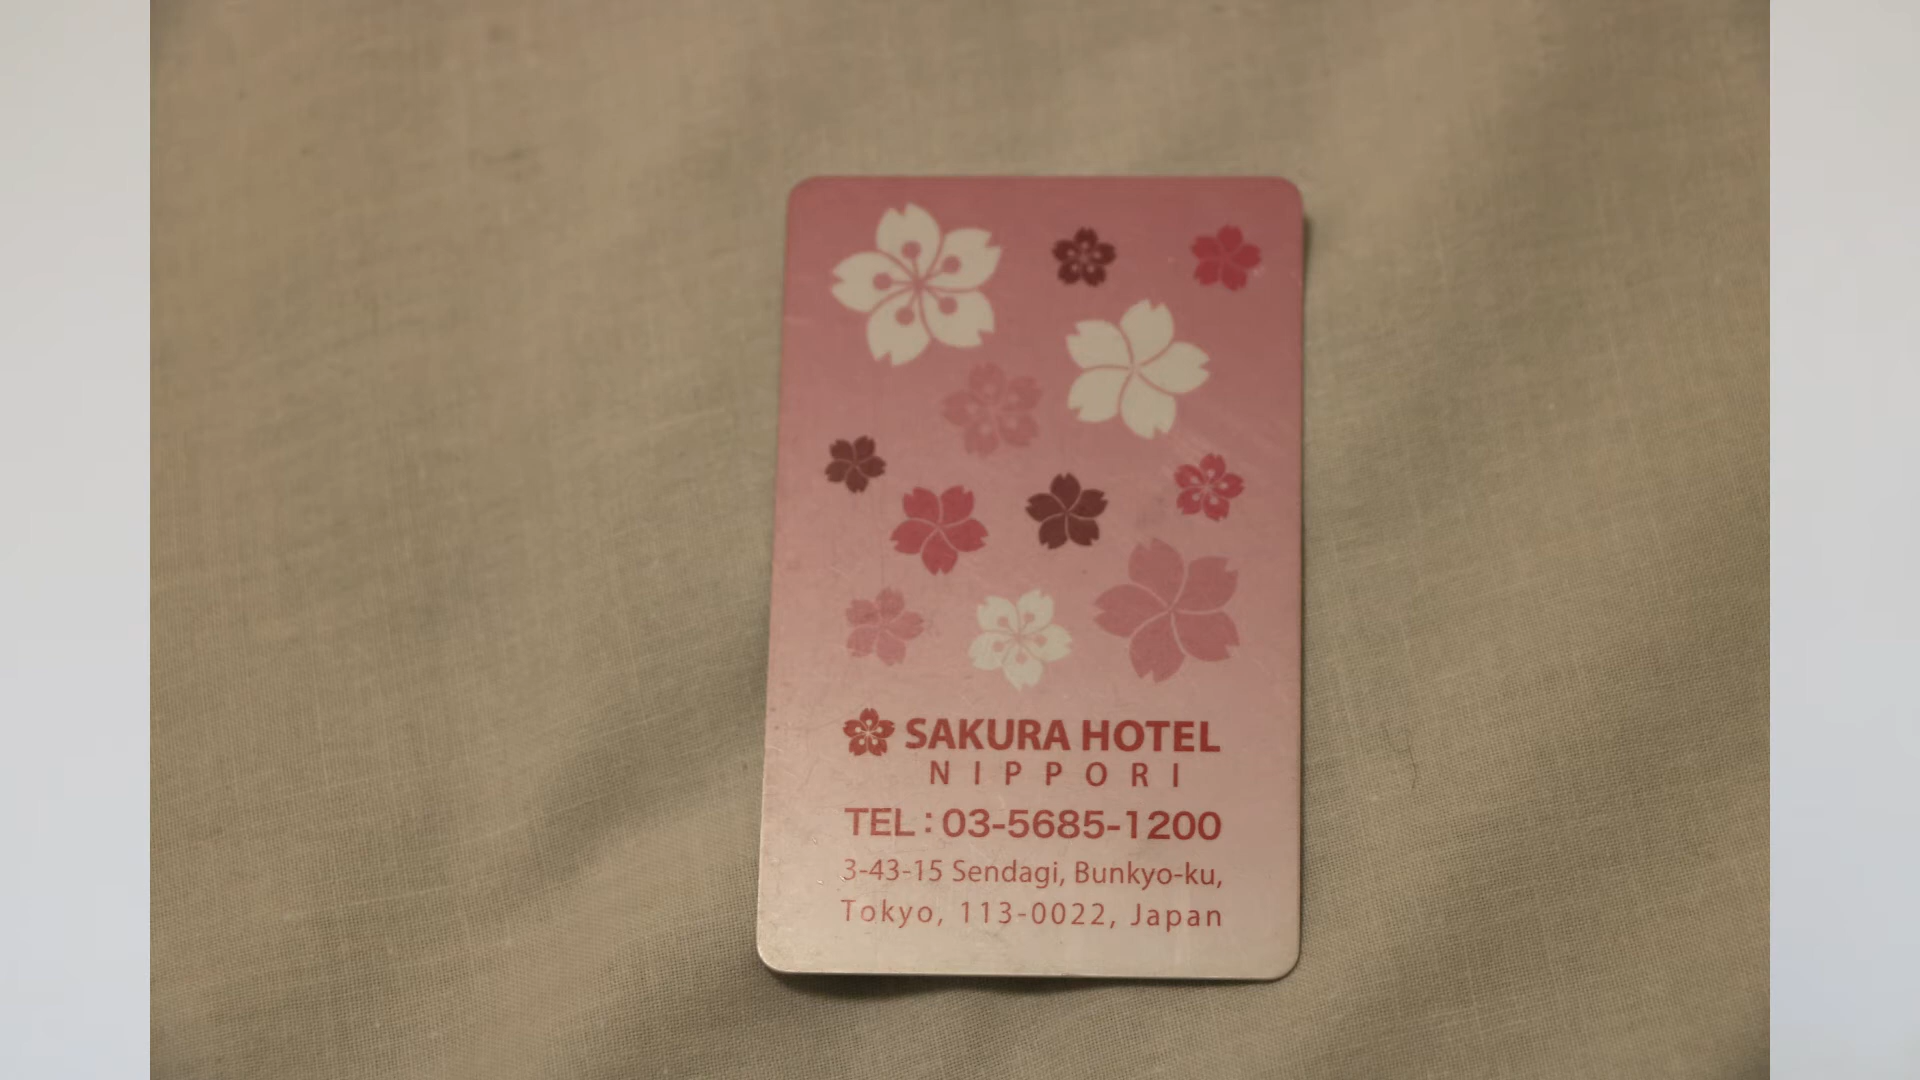 SAKURA HOTEL
NIPPORI
TEL : 03-5685-1200
3-43-15 Sendagi, Bunkyo-ku,
Tokyo, 113-0022, Japan